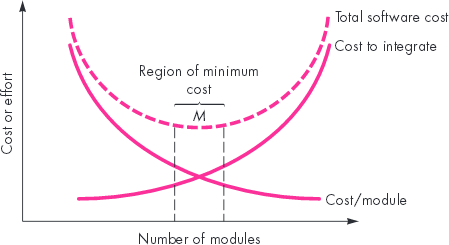 Total software cost
Cost to integrate
Region of minimum
cost
M
Cost or effort
Cost/module
Number of modules